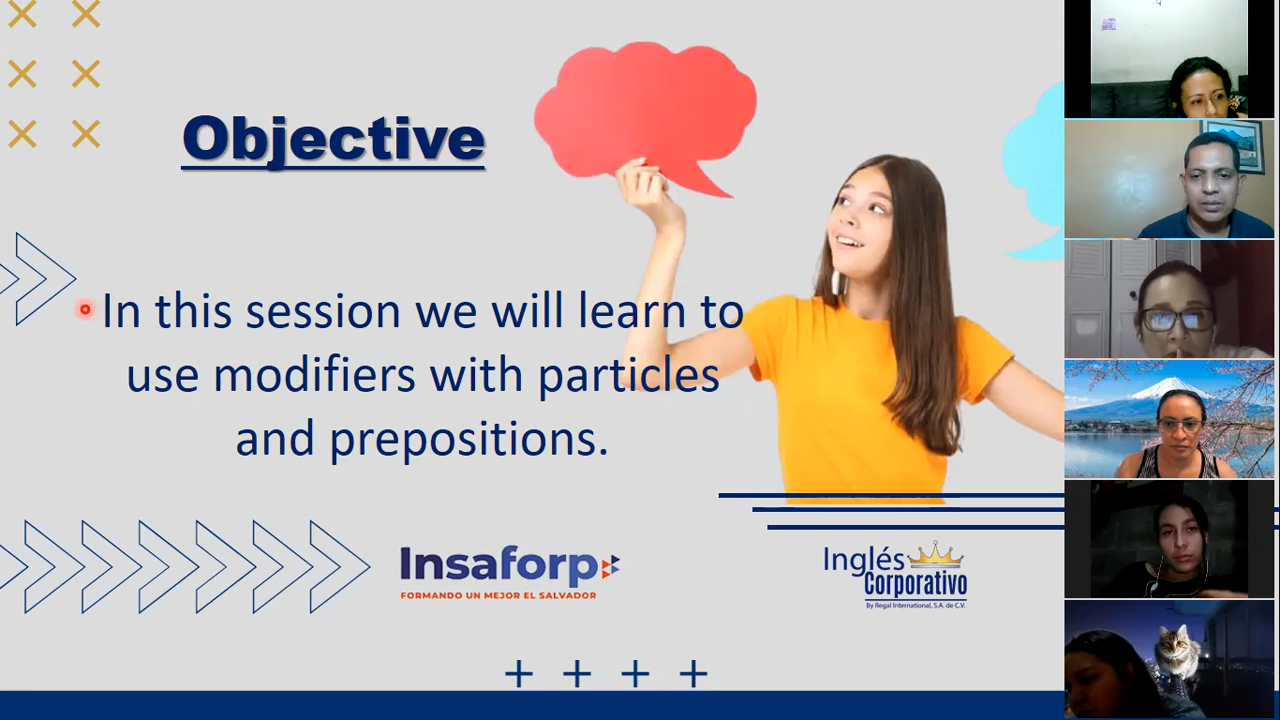 Objective
In this session we will learn to
use modifiers with particles
and prepositions.
Insaforp
FORMANDO UN MEJOR EL SALVADOR
Inglés
Corporativo
By Regal International, S.A. de C.V.